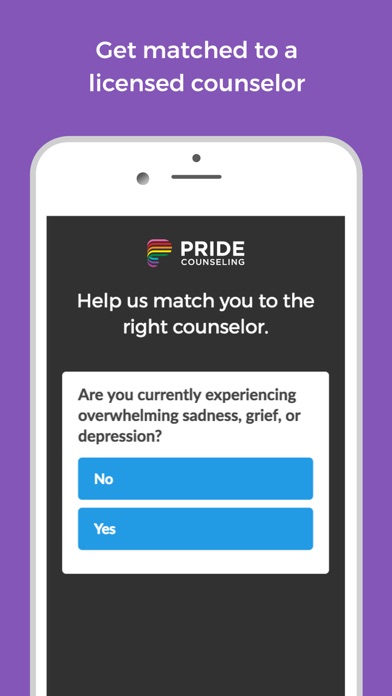 Get matched to a
licensed counselor
PRIDE
COUNSELING
Help us match you to the
right counselor.
Are you currently experiencing
overwhelming sadness, grief, or
depression?
No
Yes